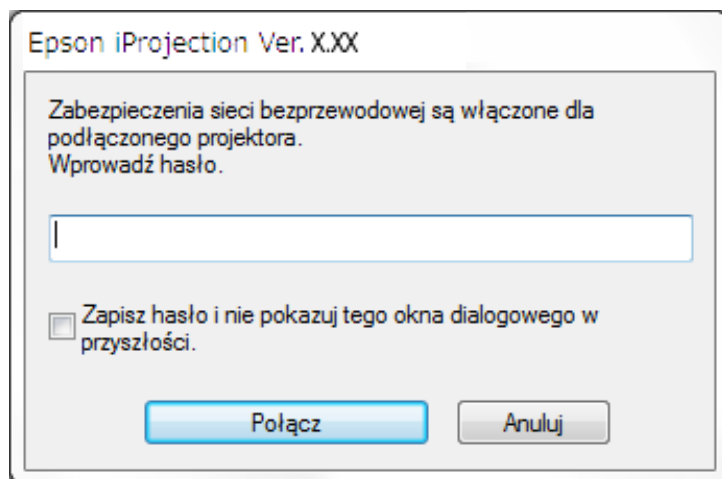 Epson iProjection Ver. X.XX
Zabezpieczenia sieci bezprzewodowej są włączone dla
podłączonego projektora.
Wprowadź hasło.
Zapisz hasło i nie pokazuj tego okna dialogowego w
przyszłości.
Połącz
Anuluj